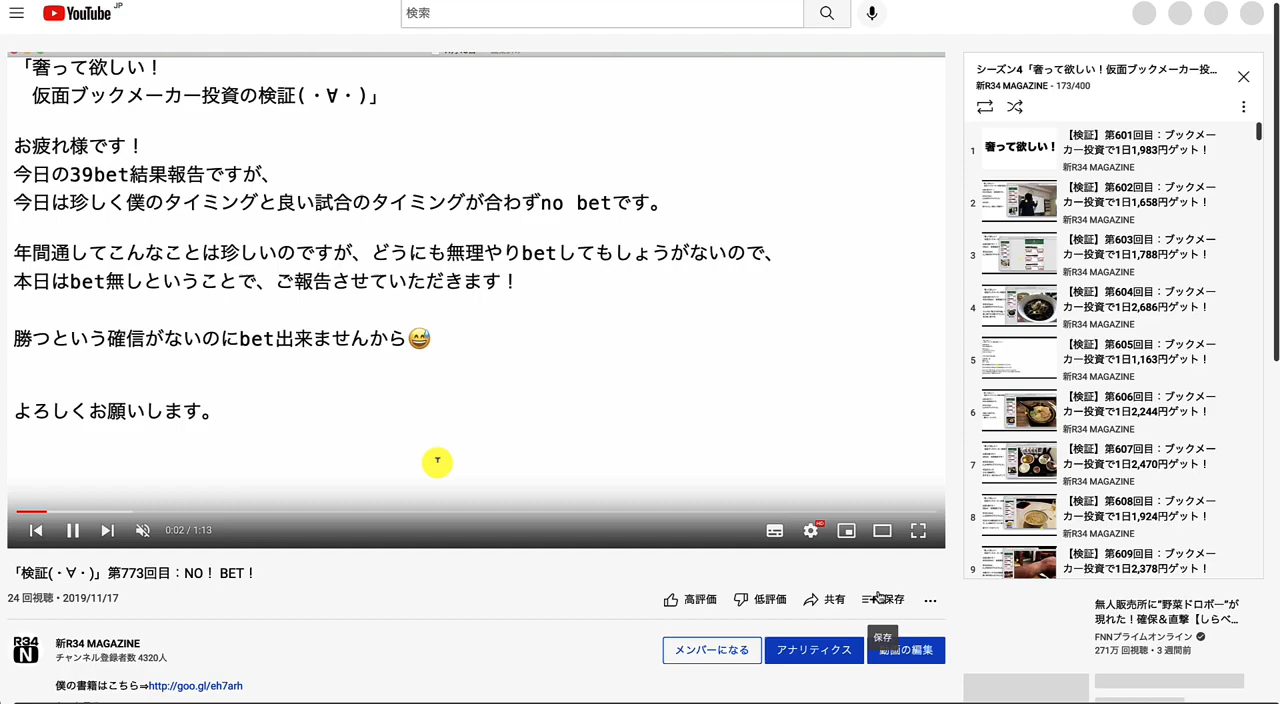 YouTube JP
検索
「奢って欲しい！
仮面ブックメーカー投資の検証(・∀・)」
お疲れ様です！
今日の39bet結果報告ですが、
今日は珍しく僕のタイミングと良い試合のタイミングが合わずno betです。
年間通してこんなことは珍しいのですが、どうにも無理やりbetしてもしょうがないので、
本日はbet無しということで、ご報告させていただきます！
勝つという確信がないのにbet出来ませんから😅
よろしくお願いします。
0:02 / 1:13
HD
「検証(・∀・)」第773回目：NO！ BET！
24 回視聴・2019/11/17
高評価
低評価
共有
保存
保存
R34
N
新R34 MAGAZINE
チャンネル登録者数 4320人
メンバーになる
アナリティクス
動画の編集
僕の書籍はこちら⇒http://goo.gl/eh7arh
シーズン4「奢って欲しい！仮面ブックメーカー投...
新R34 MAGAZINE - 173/400
1
奢って欲しい！
【検証】第601回目：ブックメー
カー投資で1日1,983円ゲット！
新R34 MAGAZINE
2
【検証】第602回目：ブックメー
カー投資で1日1,658円ゲット！
新R34 MAGAZINE
3
【検証】第603回目：ブックメー
カー投資で1日1,788円ゲット！
新R34 MAGAZINE
4
【検証】第604回目：ブックメー
カー投資で1日2,685円ゲット！
新R34 MAGAZINE
5
【検証】第605回目：ブックメー
カー投資で1日1,163円ゲット！
新R34 MAGAZINE
6
【検証】第606回目：ブックメー
カー投資で1日2,240円ゲット！
新R34 MAGAZINE
7
【検証】第607回目：ブックメー
カー投資で1日2,470円ゲット！
新R34 MAGAZINE
8
【検証】第608回目：ブックメー
カー投資で1日1,920円ゲット！
新R34 MAGAZINE
9
【検証】第609回目：ブックメー
カー投資で1日2,375円ゲット！
無人販売所に"野菜ドロボー"が
現れた！確保＆直撃【しらべ...
FNNプライムオンライン
271万 回視聴・3 週間前